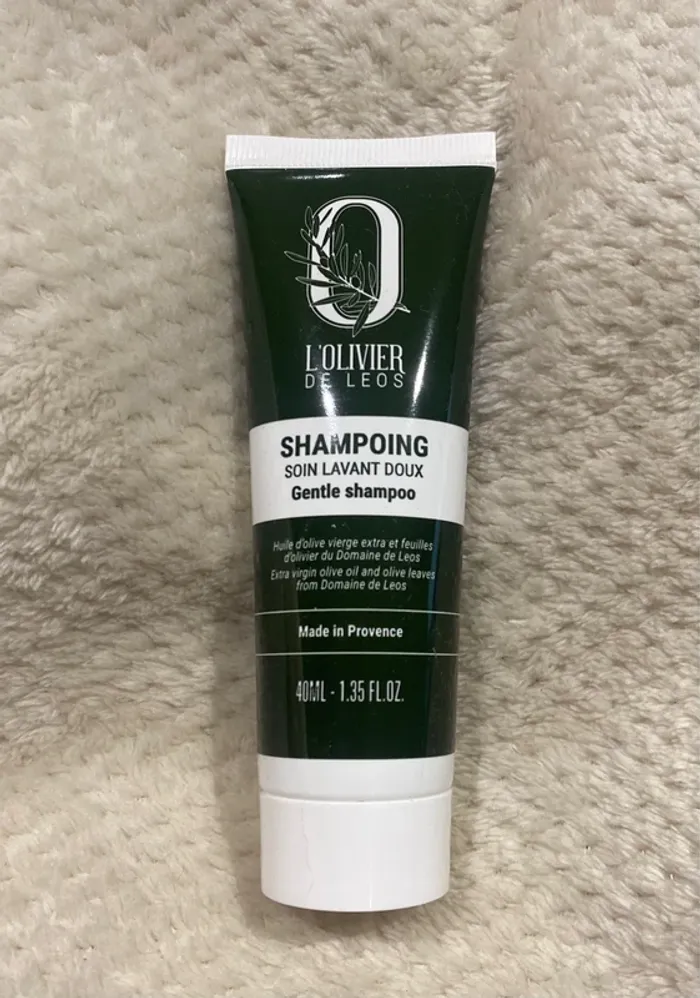 O
L'OLIVIER
DE LEOS
SHAMPOING
SOIN LAVANT DOUX
Gentle shampoo
Huile d'olive vierge extra et feuilles
d'olivier du Domaine de Leos
Extra virgin olive oil and olive leaves
from Domaine de Leos
Made in Provence
40ML - 1.35 FL.OZ.